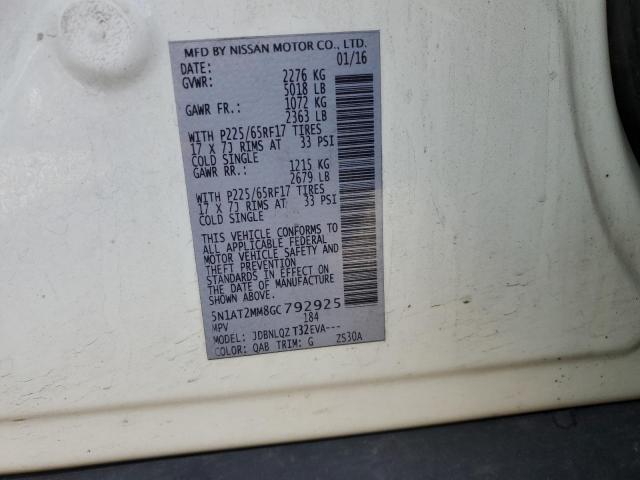 MFD BY NISSAN MOTOR CO., LTD.
DATE: 01/16
GVWR: 2276 KG
5018 LB
GAWR FR.: 1072 KG
2363 LB
WITH P225/65RF17 TIRES
17 X 7J RIMS AT 33 PSI
COLD SINGLE
GAWR RR.: 1215 KG
2679 LB
WITH P225/65RF17 TIRES
17 X 7J RIMS AT 33 PSI
COLD SINGLE
THIS VEHICLE CONFORMS TO
ALL APPLICABLE FEDERAL
MOTOR VEHICLE SAFETY AND
THEFT PREVENTION
STANDARDS IN EFFECT ON
THE DATE OF MANUFACTURE
SHOWN ABOVE.
5N1AT2MM8GC792925
MPV 184
MODEL: JDBNLQZ T32EVA---
COLOR: QAB TRIM: G ZS30A